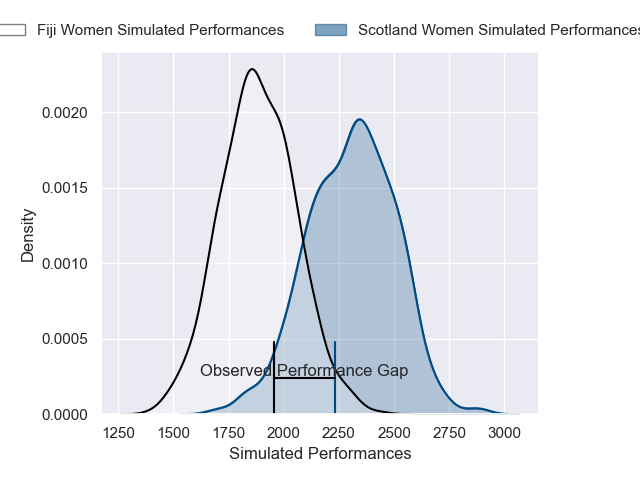 Fiji Women Simulated Performances Scotland Women Simulated Performances
0.0020
0.0015
0.0010
0.0005
0.0000
Density
Observed Performance Gap
1250 1500 1750 2000 2250 2500 2750 3000
Simulated Performances